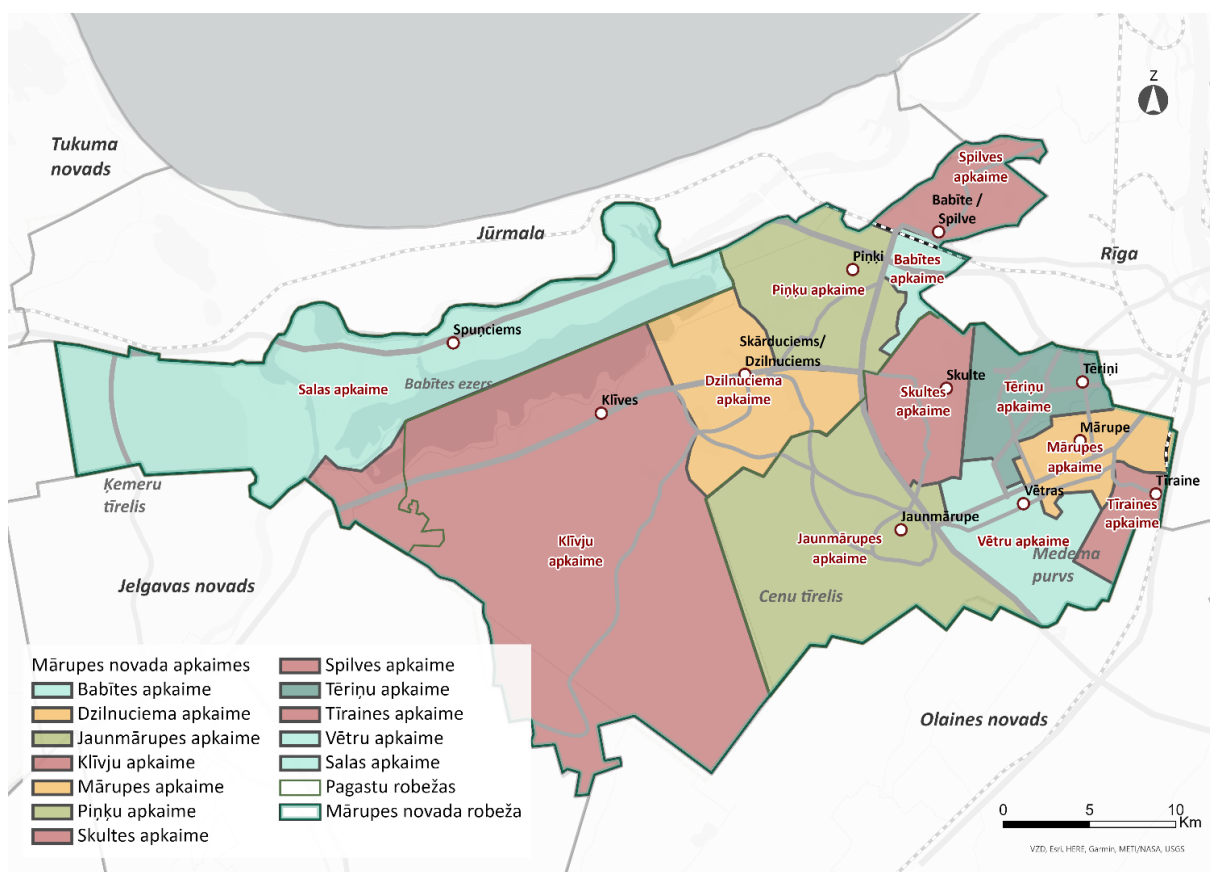 Z
Tukuma
novads
Spilves
apkaime
Babīte /
Spilve
Jūrmala
Rīga
Piņķi
Babītes
apkaime
Piņķu apkaime
Spuņciems
Skārduciems/
Dzilnuciems
Salas apkaime
Babītes ezers
Dzilnuciema
apkaime
Skulte
Skultes
apkaime
Tēriņi
Tēriņu
apkaime
Klīves
Mārupe
Mārupes
apkaime
Ķemeru
tīrelis
Vētras
Tīraine
Tīraines
apkaime
Jaunmārupe
Klīvju
apkaime
Jaunmārupes
apkaime
Vētru apkaime
Medema
purvs
Jelgavas novads
Cenu tīrelis
Olaines novads
Mārupes novada apkaimes
Babītes apkaime
Dzilnuciema apkaime
Jaunmārupes apkaime
Klīvju apkaime
Mārupes apkaime
Piņķu apkaime
Skultes apkaime
Spilves apkaime
Tēriņu apkaime
Tīraines apkaime
Vētru apkaime
Salas apkaime
Pagastu robežas
Mārupes novada robeža
0 5 10
Km
VZD, Esri, HERE, Garmin, METI/NASA, USGS